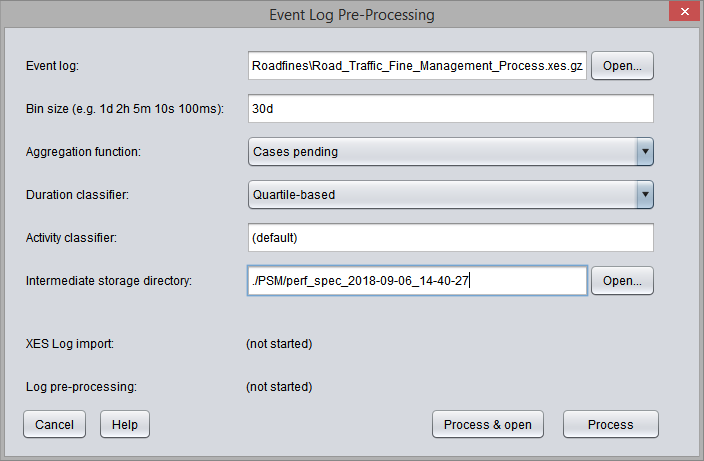 Event Log Pre-Processing
Event log: Roadfines\Road_Traffic_Fine_Management_Process.xes.gz Open...
Bin size (e.g. 1d 2h 5m 10s 100ms): 30d
Aggregation function: Cases pending
Duration classifier: Quartile-based
Activity classifier: (default)
Intermediate storage directory: ./PSM/perf_spec_2018-09-06_14-40-27 Open...
XES Log import: (not started)
Log pre-processing: (not started)
Cancel Help Process & open Process